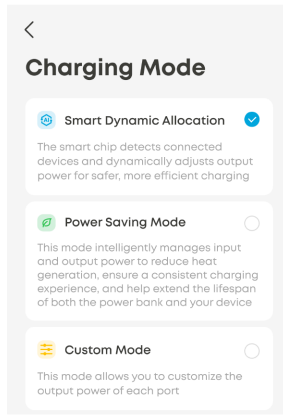 Charging Mode
AI
Smart Dynamic Allocation
The smart chip detects connected
devices and dynamically adjusts output
power for safer, more efficient charging
Power Saving Mode
This mode intelligently manages input
and output power to reduce heat
generation, ensure a consistent charging
experience, and help extend the lifespan
of both the power bank and your device
Custom Mode
This mode allows you to customize the
output power of each port